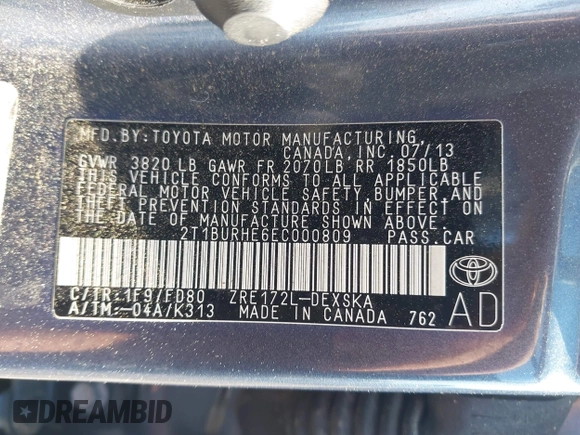 MFD.BY:TOYOTA MOTOR MANUFACTURING,
CANADA,INC 07/13
GVWR 3820 LB GAWR FR 2070LB RR 1850LB
THIS VEHICLE CONFORMS TO ALL APPLICABLE
FEDERAL MOTOR VEHICLE SAFETY,BUMPER,AND
THEFT PREVENTION STANDARDS IN EFFECT ON
THE DATE OF MANUFACTURE SHOWN ABOVE.
2T1BURHE6EC000809 PASS.CAR
C/TR:1F9/FD80 ZRE172L-DEXSKA
A/TM:-04A/K313 MADE IN CANADA 762
AD
DREAMBID